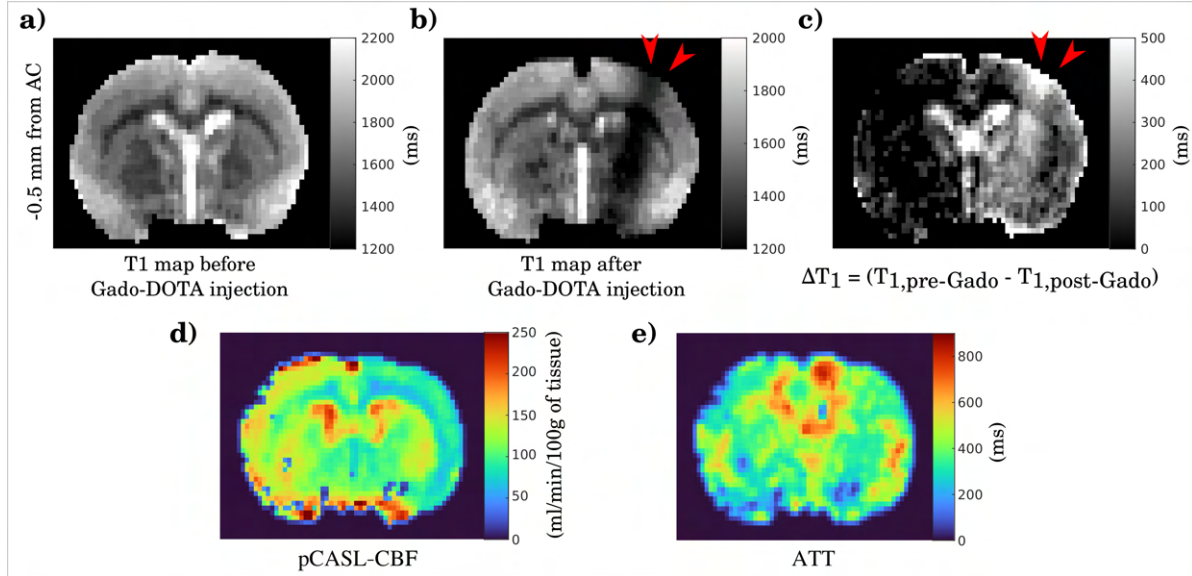 a)
b)
c)
-0.5 mm from AC
2200
2000
1800
1600
1400
1200
(ms)
2000
1800
1600
1400
1200
(ms)
500
400
300
200
100
0
(ms)
T1 map before
Gado-DOTA injection
T1 map after
Gado-DOTA injection
ΔT1 = (T1,pre-Gado - T1,post-Gado)
d)
e)
250
200
150
100
50
0
(ml/min/100g of tissue)
800
600
400
200
0
(ms)
pCASL-CBF
ATT